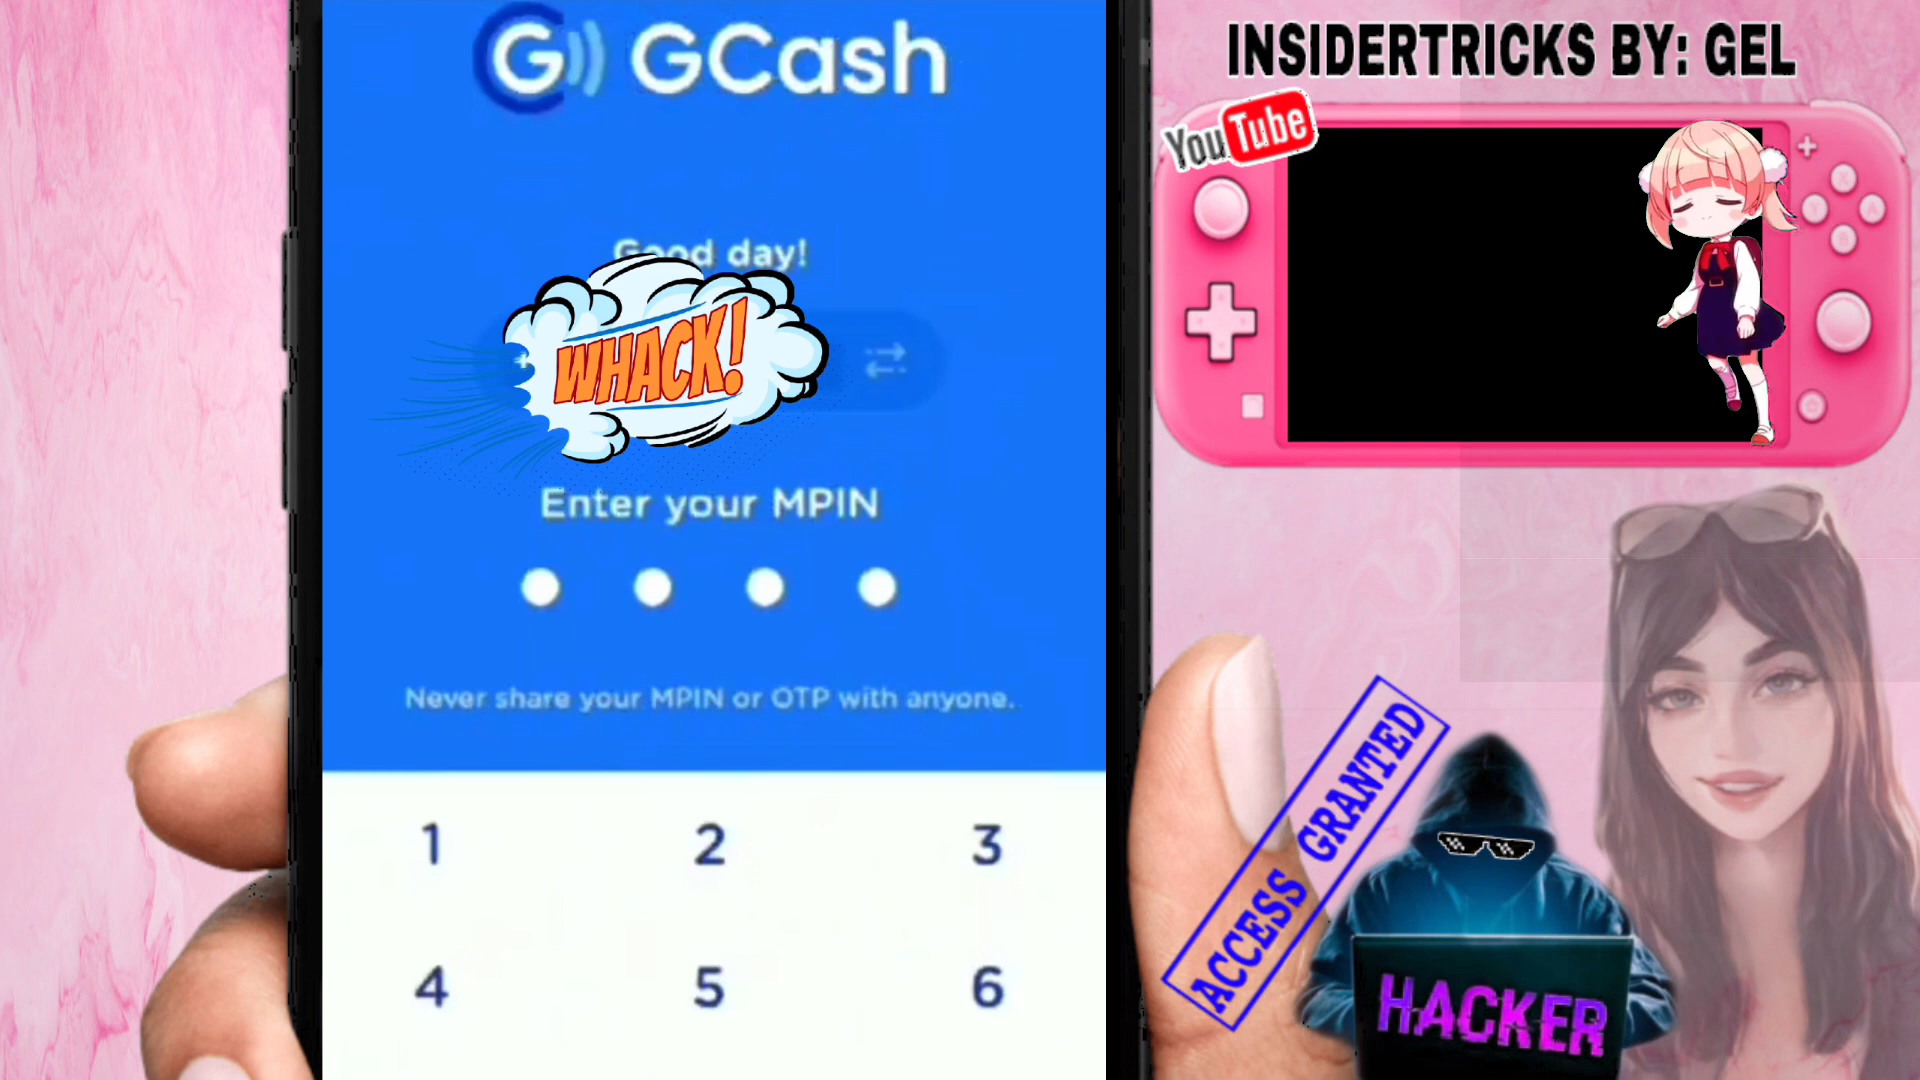 G GCash
Good day!
WHACK!
Enter your MPIN
Never share your MPIN or OTP with anyone.
1 2 3
4 5 6
INSIDERTRICKS BY: GEL
YouTube
ACCESS GRANTED
HACKER